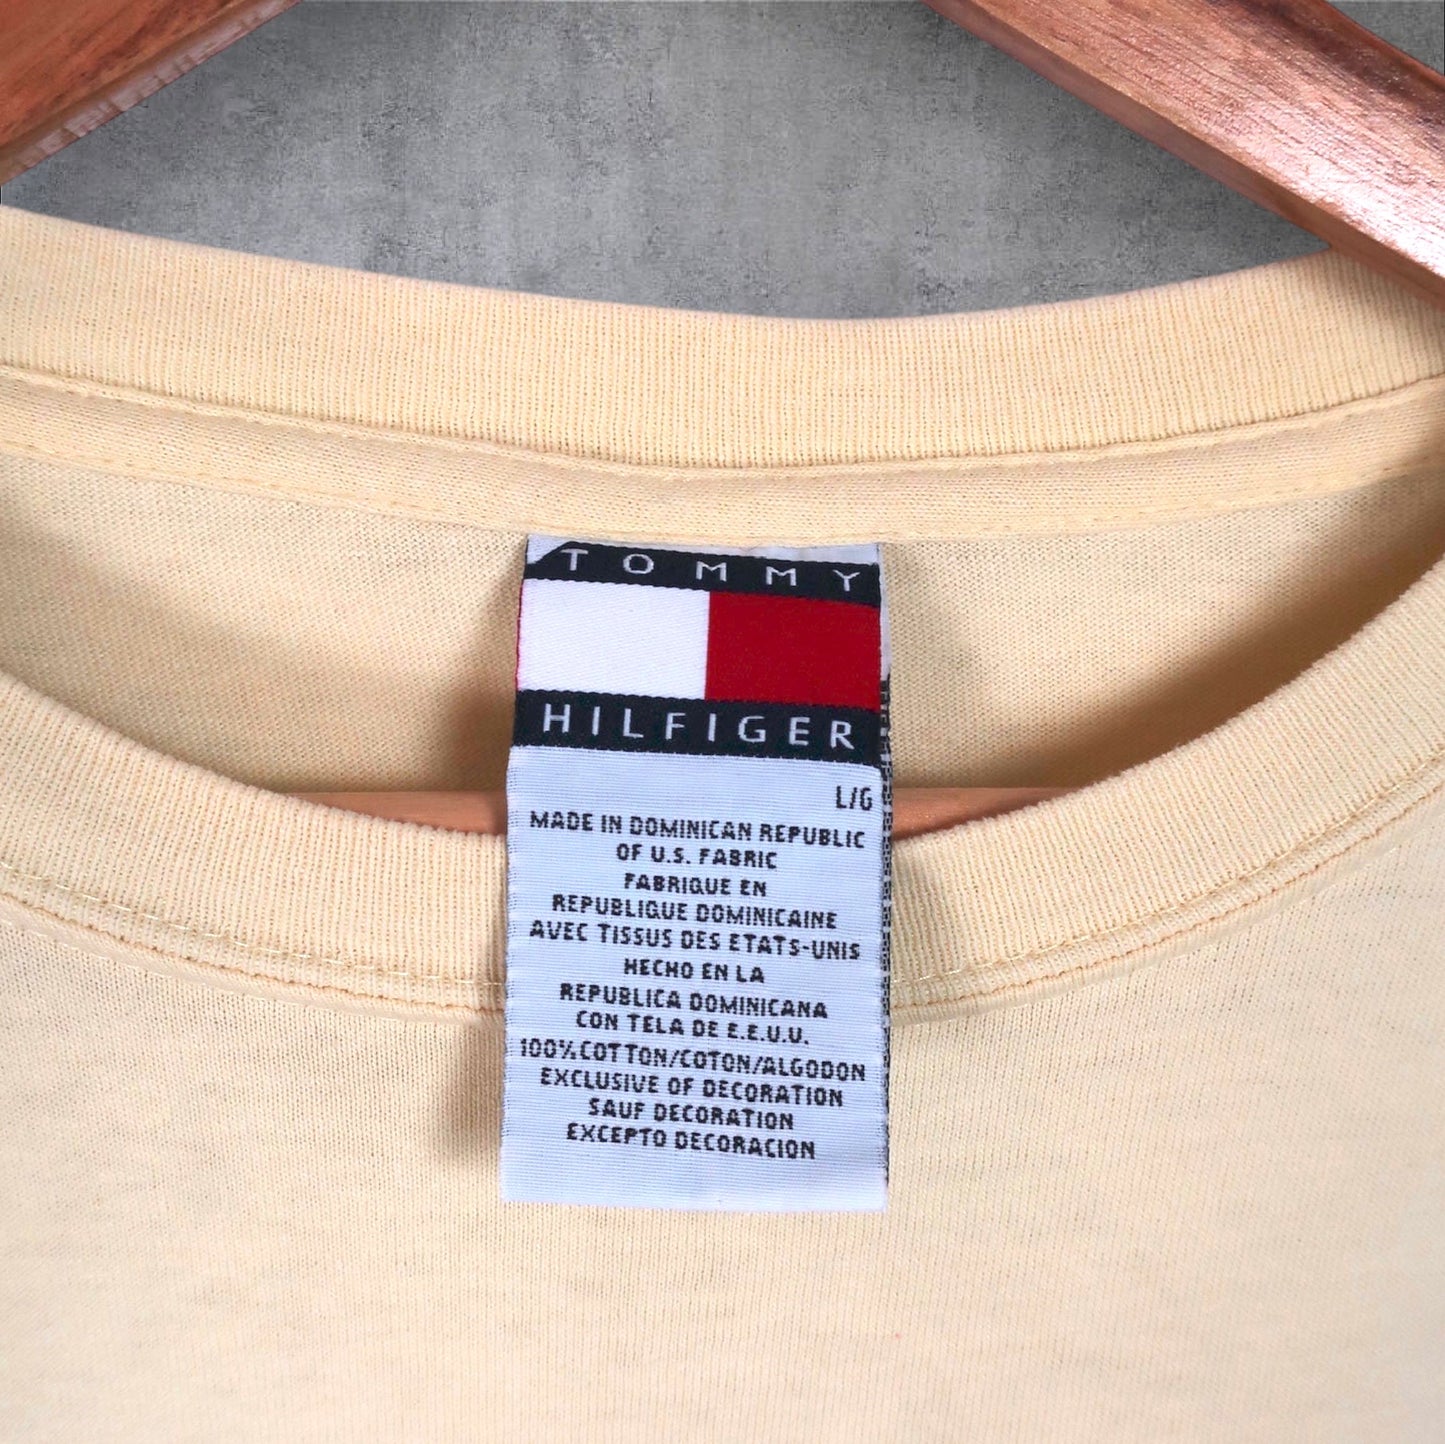 TOMMY
HILFIGER
L/G
MADE IN DOMINICAN REPUBLIC
OF U.S. FABRIC
FABRIQUE EN
REPUBLIQUE DOMINICAINE
AVEC TISSUS DES ETATS-UNIS
HECHO EN LA
REPUBLICA DOMINICANA
CON TELA DE E.E.U.U.
100% COTTON/COTON/ALGODON
EXCLUSIVE OF DECORATION
SAUF DECORATION
EXCEPTO DECORACION